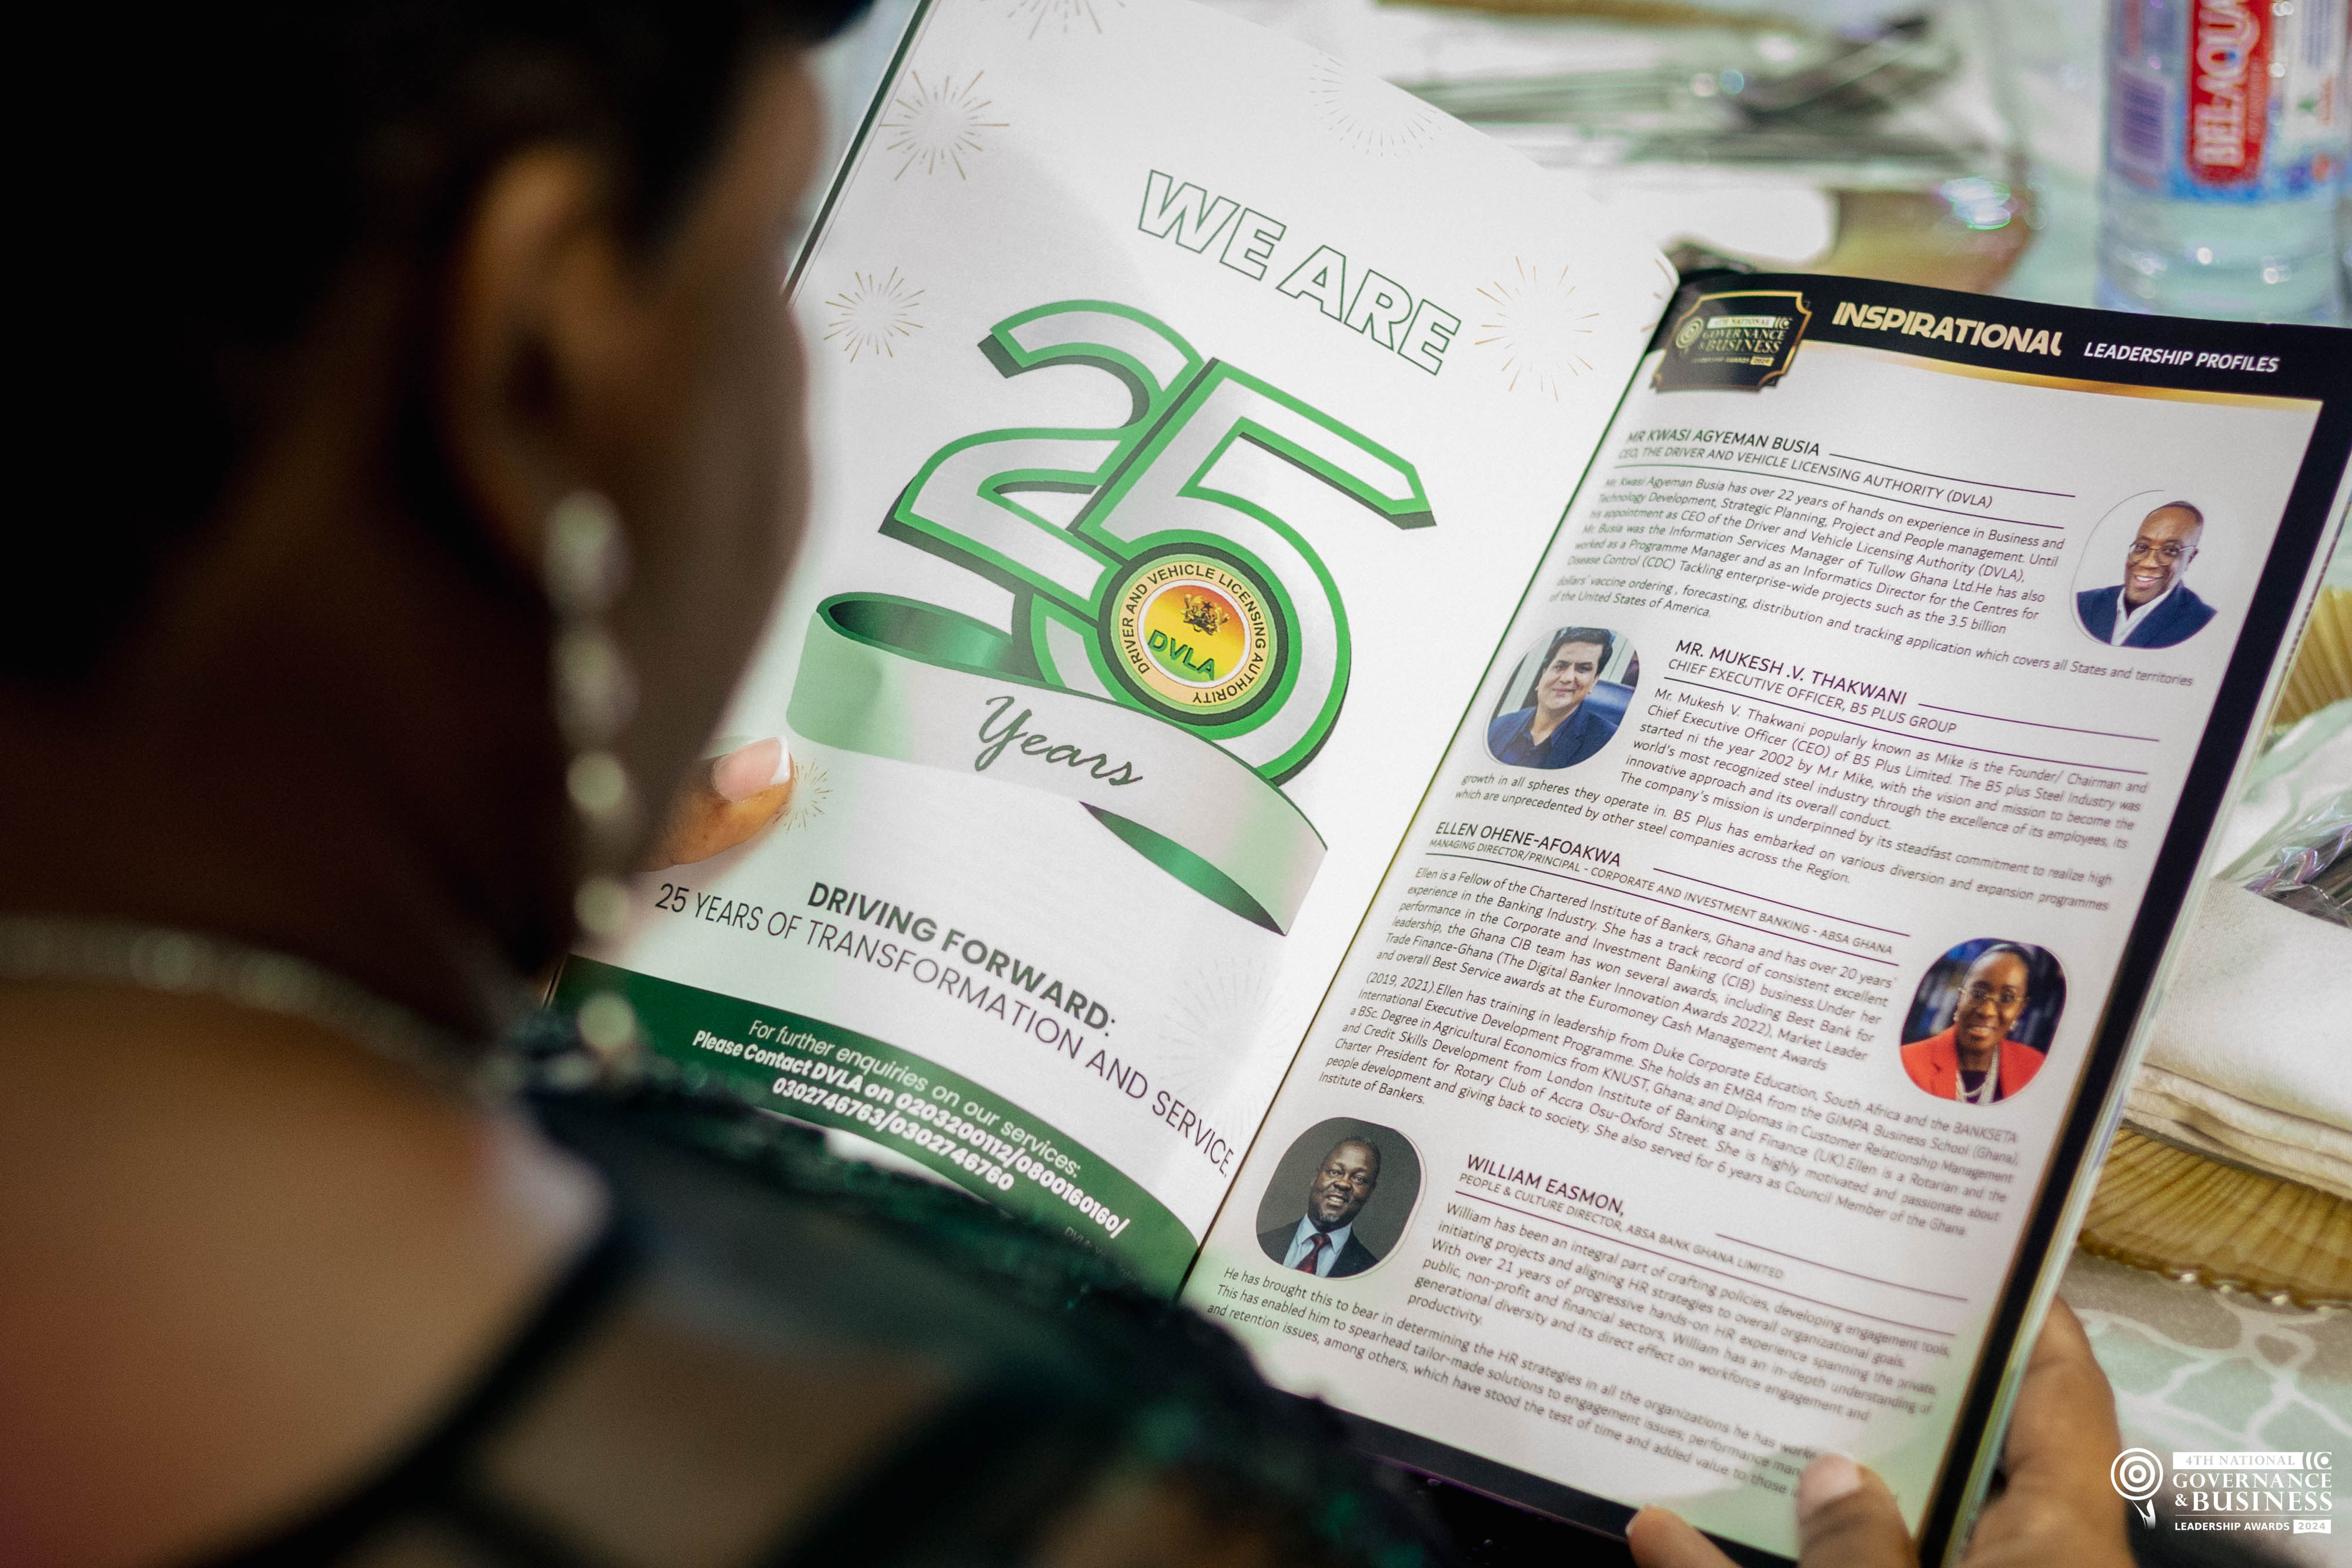 WE ARE
25
DRIVER AND VEHICLE LICENSING AUTHORITY
DVLA
Years
DRIVING FORWARD:
25 YEARS OF TRANSFORMATION AND SERVICE,
For further enquiries on our services:
Please Contact DVLA on 0203200112/0800160160/
0302746763/0302746760
4TH NATIONAL
GOVERNANCE
& BUSINESS
LEADERSHIP AWARDS 2024
INSPIRATIONAL LEADERSHIP PROFILES
MR KWASI AGYEMAN BUSIA
CEO, THE DRIVER AND VEHICLE LICENSING AUTHORITY (DVLA)
Mr. Kwasi Agyeman Busia has over 22 years of hands on experience in Business and
Technology Development, Strategic Planning, Project and People management. Until
his appointment as CEO of the Driver and Vehicle Licensing Authority (DVLA),
Mr. Busia was the Information Services Manager of Tullow Ghana Ltd.He has also
worked as a Programme Manager and as an Informatics Director for the Centres for
Disease Control (CDC) Tackling enterprise-wide projects such as the 3.5 billion
dollars' vaccine ordering, forecasting, distribution and tracking application which covers all States and territories
of the United States of America.
MR. MUKESH .V. THAKWANI
CHIEF EXECUTIVE OFFICER, B5 PLUS GROUP
Mr. Mukesh V. Thakwani popularly known as Mike is the Founder/ Chairman and
Chief Executive Officer (CEO) of B5 Plus Limited. The B5 plus Steel Industry was
started ni the year 2002 by M.r Mike, with the vision and mission to become the
world's most recognized steel industry through the excellence of its employees, its
innovative approach and its overall conduct.
The company's mission is underpinned by its steadfast commitment to realize high
growth in all spheres they operate in. B5 Plus has embarked on various diversion and expansion programmes
which are unprecedented by other steel companies across the Region.
ELLEN OHENE-AFOAKWA
MANAGING DIRECTOR/PRINCIPAL - CORPORATE AND INVESTMENT BANKING - ABSA GHANA
Ellen is a Fellow of the Chartered Institute of Bankers, Ghana and has over 20 years'
experience in the Banking Industry. She has a track record of consistent excellent
performance in the Corporate and Investment Banking (CIB) business.Under her
leadership, the Ghana CIB team has won several awards, including Best Bank for
Trade Finance-Ghana (The Digital Banker Innovation Awards 2022), Market Leader
and overall Best Service awards at the Euromoney Cash Management Awards
(2019, 2021).Ellen has training in leadership from Duke Corporate Education, South Africa and the BANKSETA
International Executive Development Programme. She holds an EMBA from the GIMPA Business School (Ghana),
a BSc. Degree in Agricultural Economics from KNUST, Ghana; and Diplomas in Customer Relationship Management
and Credit Skills Development from London Institute of Banking and Finance (UK).Ellen is a Rotarian and the
Charter President for Rotary Club of Accra Osu-Oxford Street. She is highly motivated and passionate about
people development and giving back to society. She also served for 6 years as Council Member of the Ghana
Institute of Bankers.
WILLIAM EASMON,
PEOPLE & CULTURE DIRECTOR, ABSA BANK GHANA LIMITED
William has been an integral part of crafting policies, developing engagement tools,
initiating projects and aligning HR strategies to overall organizational goals.
With over 21 years of progressive hands-on HR experience spanning the private,
public, non-profit and financial sectors, William has an in-depth understanding of
generational diversity and its direct effect on workforce engagement and
productivity.
He has brought this to bear in determining the HR strategies in all the organizations he has
This has enabled him to spearhead tailor-made solutions to engagement issues; performance
and retention issues, among others, which have stood the test of time and added value to those
BELAQUA
4TH NATIONAL
GOVERNANCE
& BUSINESS
LEADERSHIP AWARDS 2024